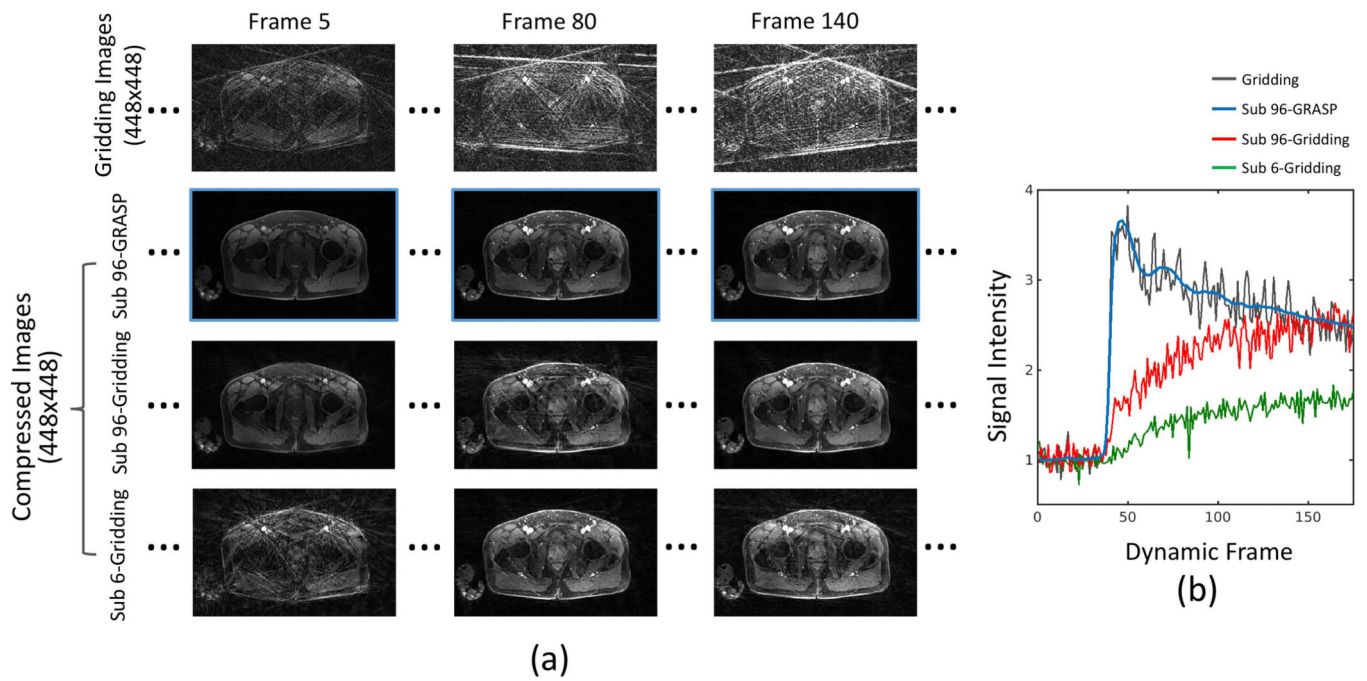 Frame 5
Frame 80
Frame 140
Gridding Images
(448x448)
Compressed Images
(448x448)
Sub 96-GRASP
Sub 96-Gridding
Sub 6-Gridding
(a)
Gridding
Sub 96-GRASP
Sub 96-Gridding
Sub 6-Gridding
Signal Intensity
4
3
2
1
0
50
100
150
Dynamic Frame
(b)